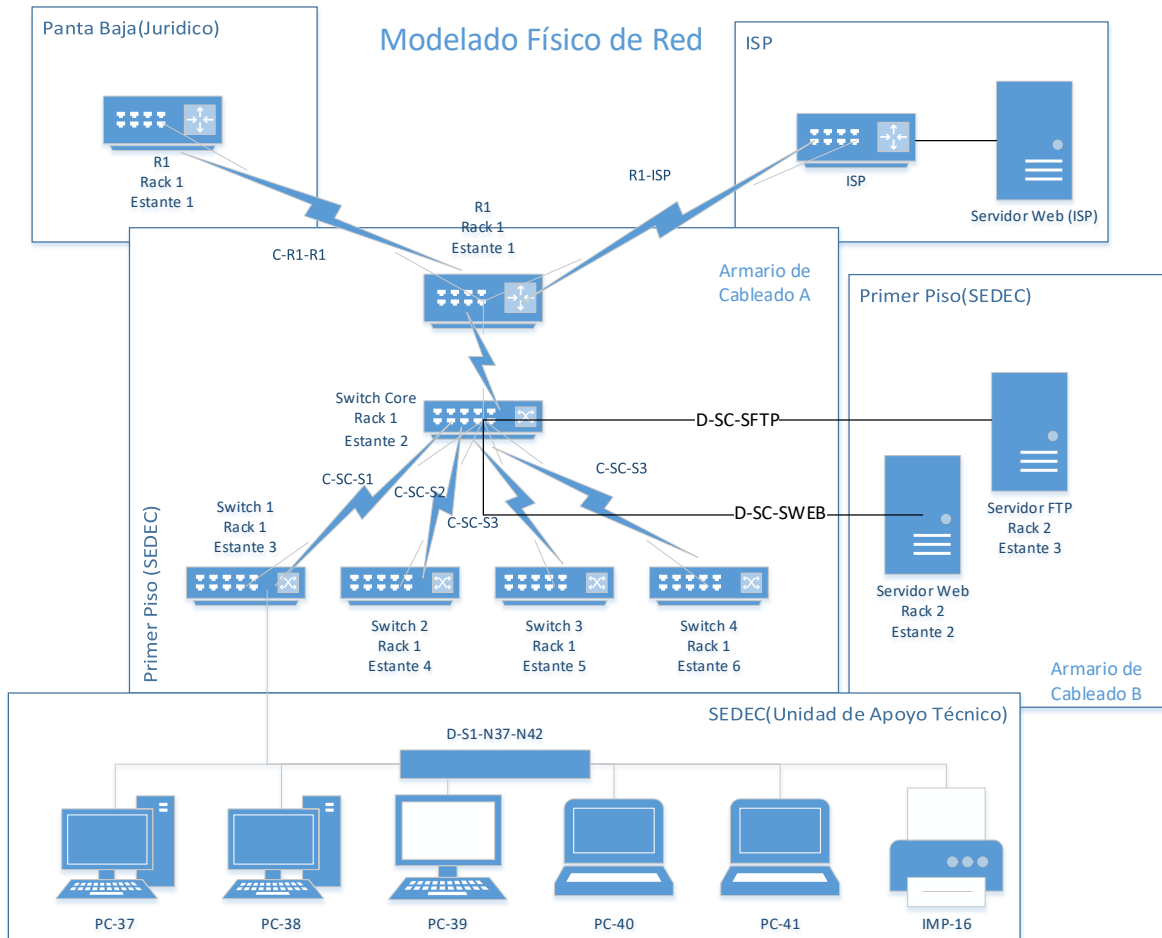 Panta Baja(Juridico)
Modelado Físico de Red
ISP
R1
Rack 1
Estante 1
R1-ISP
ISP
Servidor Web (ISP)
R1
Rack 1
Estante 1
C-R1-R1
Armario de
Cableado A
Primer Piso(SEDEC)
Switch Core
Rack 1
Estante 2
D-SC-SFTP
C-SC-S1
C-SC-S2
C-SC-S3
C-SC-S3
D-SC-SWEB
Servidor FTP
Rack 2
Estante 3
Switch 1
Rack 1
Estante 3
Primer Piso (SEDEC)
Servidor Web
Rack 2
Estante 2
Switch 2
Rack 1
Estante 4
Switch 3
Rack 1
Estante 5
Switch 4
Rack 1
Estante 6
Armario de
Cableado B
SEDEC(Unidad de Apoyo Técnico)
D-S1-N37-N42
PC-37
PC-38
PC-39
PC-40
PC-41
IMP-16